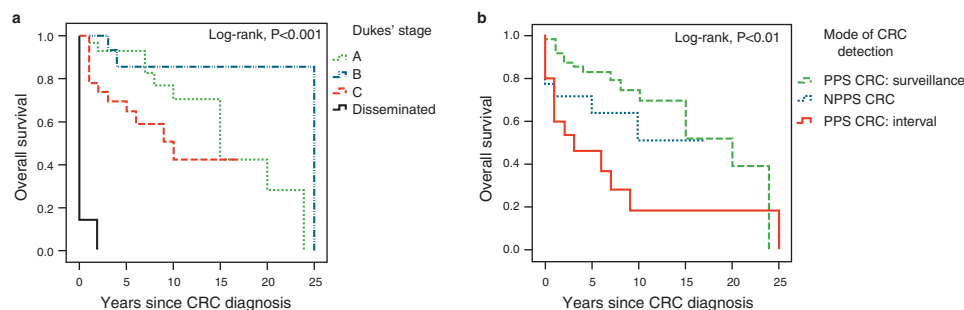 a
Log-rank, P<0.001
Dukes' stage
A
B
C
Disseminated
Overall survival
1.0
0.8
0.6
0.4
0.2
0.0
0 5 10 15 20 25
Years since CRC diagnosis
b
Log-rank, P<0.01
Mode of CRC
detection
PPS CRC: surveillance
NPPS CRC
PPS CRC: interval
Overall survival
1.0
0.8
0.6
0.4
0.2
0.0
0 5 10 15 20 25
Years since CRC diagnosis